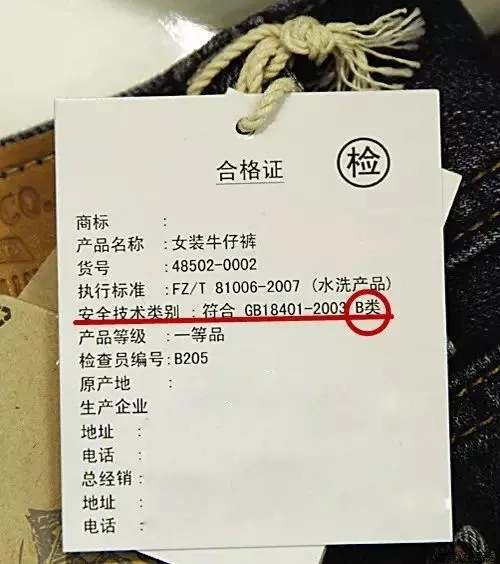 CO.
合格证
检
商标 :
产品名称 :女装牛仔裤
货号 :48502-0002
执行标准 :FZ/T 81006-2007 (水洗产品)
安全技术类别 :符合 GB18401-2003 B类
产品等级 :一等品
检查员编号:B205
原产地 :
生产企业
地址 :
电话 :
总经销:
地址 :
电话 :